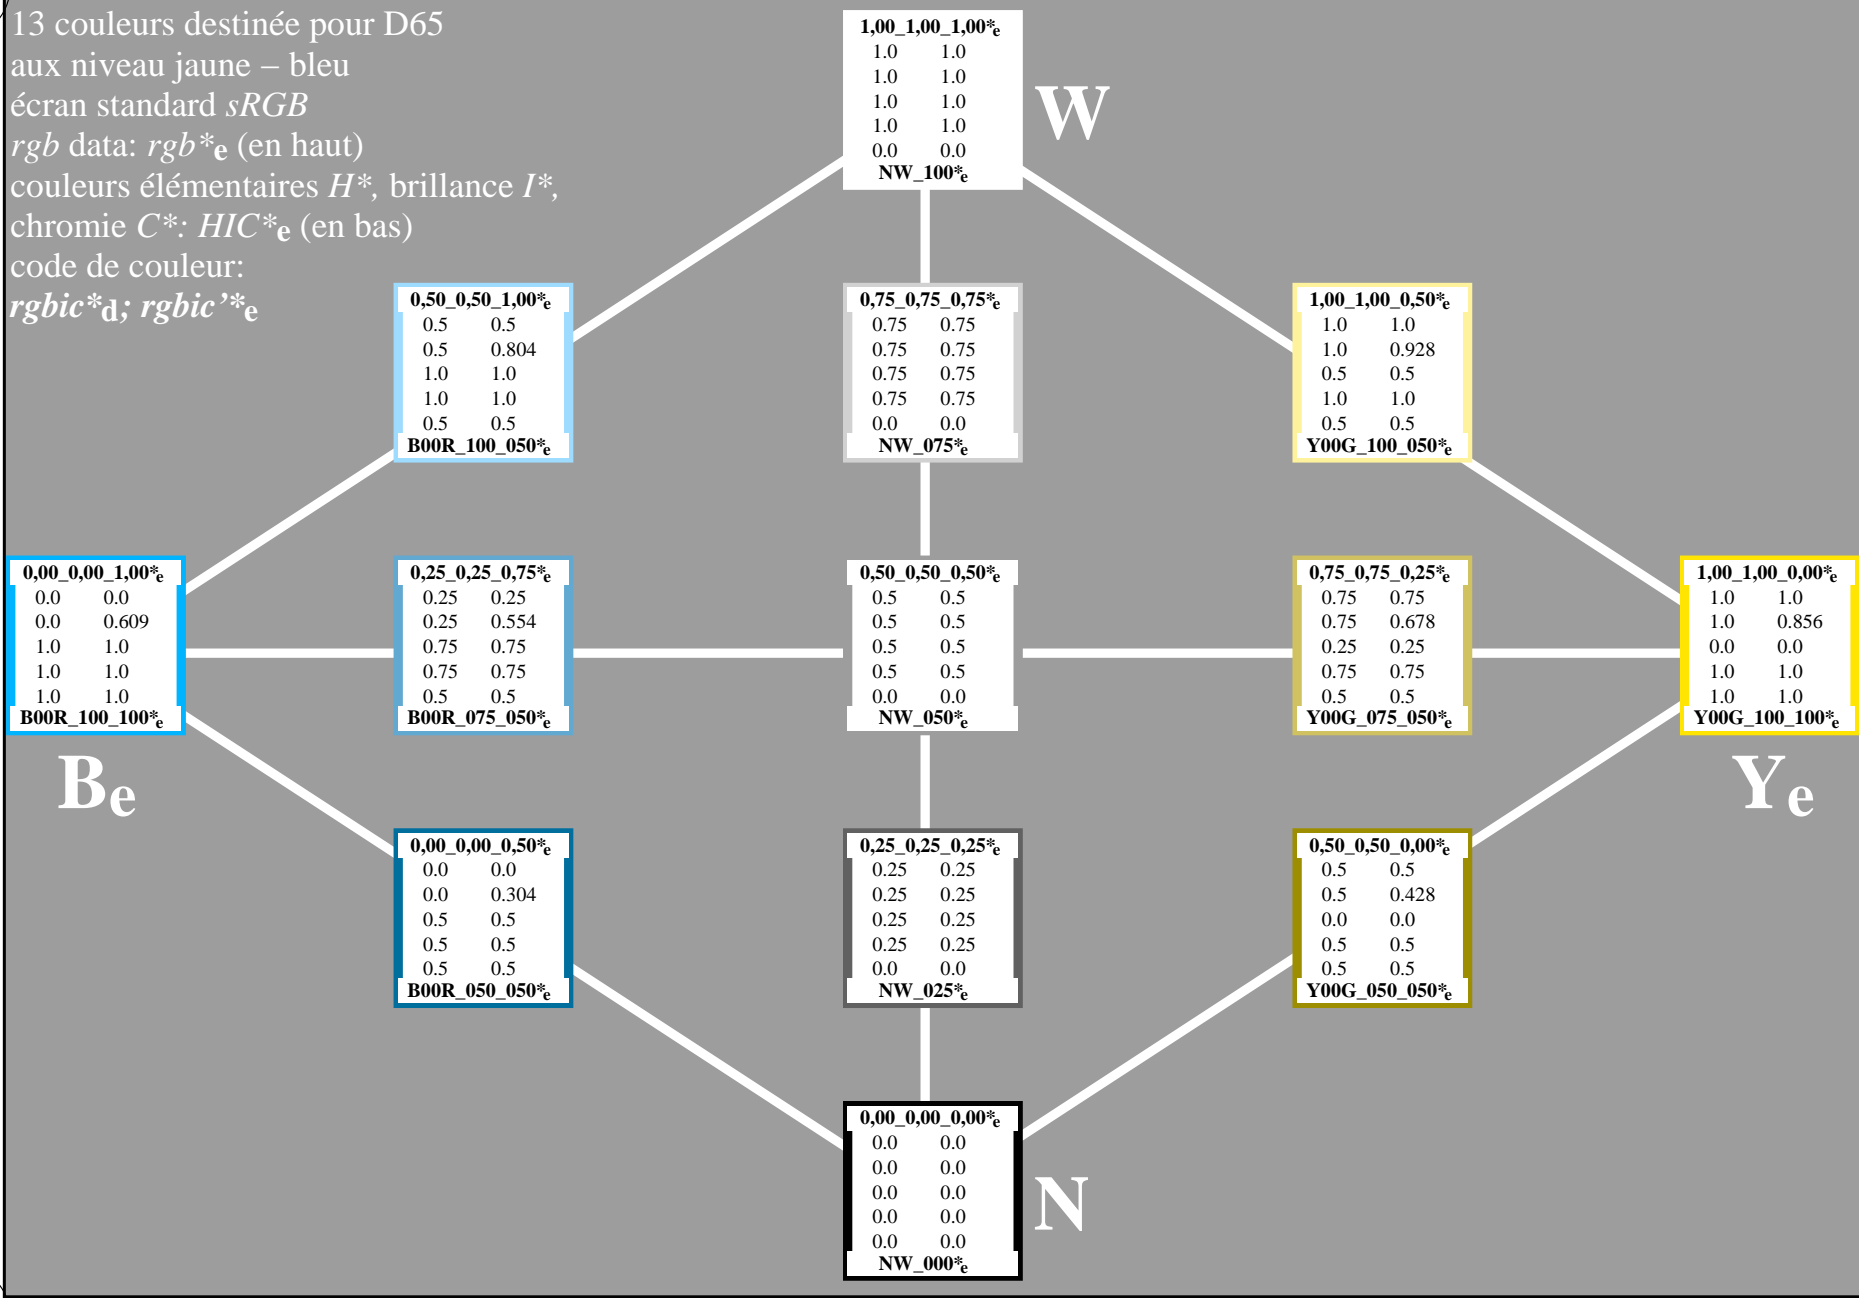 13 couleurs destinée pour D65
aux niveau jaune – bleu
écran standard sRGB
rgb data: rgb*e (en haut)
couleurs élémentaires H*, brillance I*,
chromie C*: HIC*e (en bas)
code de couleur:
rgbic*d; rgbic’*e
1,00_1,00_1,00*e
1.0 1.0
1.0 1.0
1.0 1.0
1.0 1.0
0.0 0.0
NW_100*e
W
0,50_0,50_1,00*e
0.5 0.5
0.5 0.804
1.0 1.0
1.0 1.0
0.5 0.5
B00R_100_050*e
0,75_0,75_0,75*e
0.75 0.75
0.75 0.75
0.75 0.75
0.75 0.75
0.0 0.0
NW_075*e
1,00_1,00_0,50*e
1.0 1.0
1.0 0.928
0.5 0.5
1.0 1.0
0.5 0.5
Y00G_100_050*e
0,00_0,00_1,00*e
0.0 0.0
0.0 0.609
1.0 1.0
1.0 1.0
1.0 1.0
B00R_100_100*e
Be
0,25_0,25_0,75*e
0.25 0.25
0.25 0.554
0.75 0.75
0.75 0.75
0.5 0.5
B00R_075_050*e
0,50_0,50_0,50*e
0.5 0.5
0.5 0.5
0.5 0.5
0.5 0.5
0.0 0.0
NW_050*e
0,75_0,75_0,25*e
0.75 0.75
0.75 0.678
0.25 0.25
0.75 0.75
0.5 0.5
Y00G_075_050*e
1,00_1,00_0,00*e
1.0 1.0
1.0 0.856
0.0 0.0
1.0 1.0
1.0 1.0
Y00G_100_100*e
Ye
0,00_0,00_0,50*e
0.0 0.0
0.0 0.304
0.5 0.5
0.5 0.5
0.5 0.5
B00R_050_050*e
0,25_0,25_0,25*e
0.25 0.25
0.25 0.25
0.25 0.25
0.25 0.25
0.0 0.0
NW_025*e
0,50_0,50_0,00*e
0.5 0.5
0.5 0.428
0.0 0.0
0.5 0.5
0.5 0.5
Y00G_050_050*e
0,00_0,00_0,00*e
0.0 0.0
0.0 0.0
0.0 0.0
0.0 0.0
0.0 0.0
NW_000*e
N